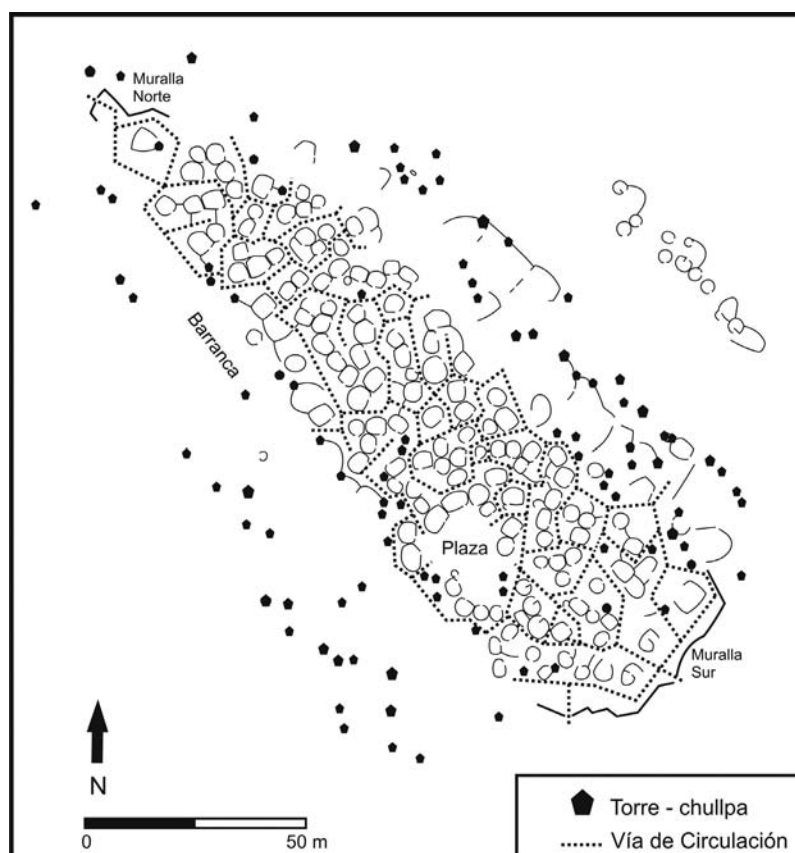 Muralla
Norte
Barranca
Plaza
Muralla
Sur
N
0 50 m
Torre - chullpa
Vía de Circulación